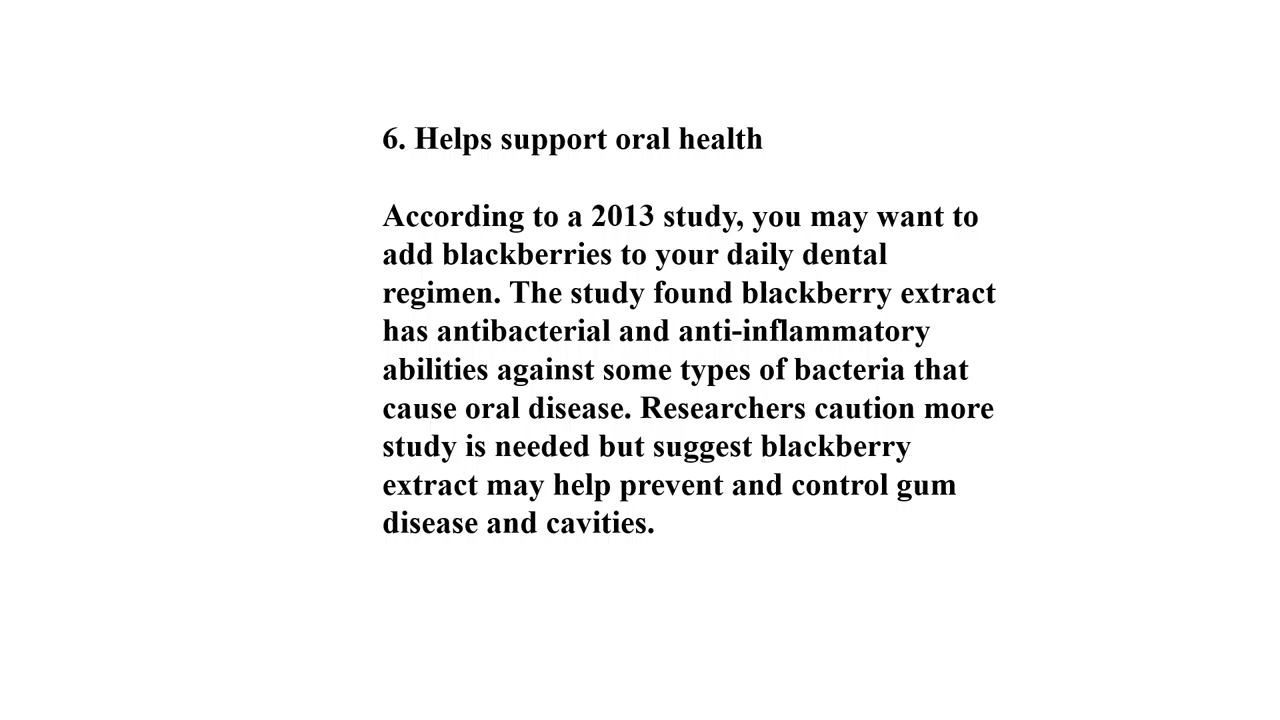 6. Helps support oral health
According to a 2013 study, you may want to
add blackberries to your daily dental
regimen. The study found blackberry extract
has antibacterial and anti-inflammatory
abilities against some types of bacteria that
cause oral disease. Researchers caution more
study is needed but suggest blackberry
extract may help prevent and control gum
disease and cavities.